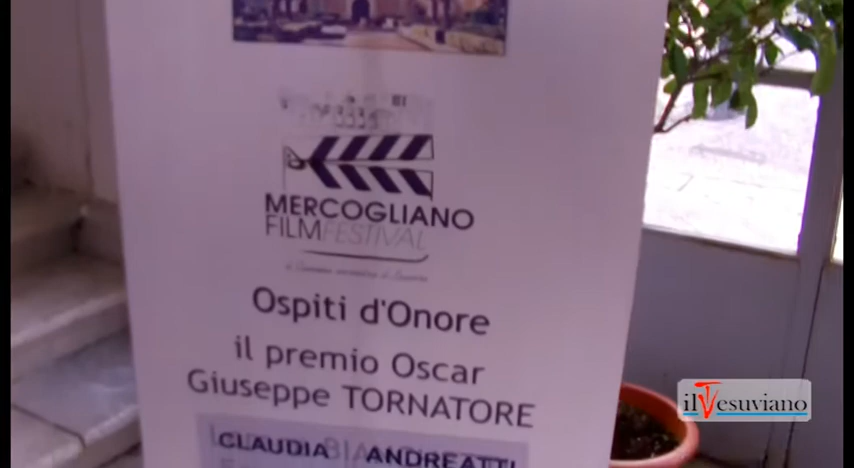 MERCOGLIANO
FILMFESTIVAL
Ospiti d'Onore
il premio Oscar
Giuseppe TORNATORE
CLAUDIA ANDREATTI
ilVesuviano